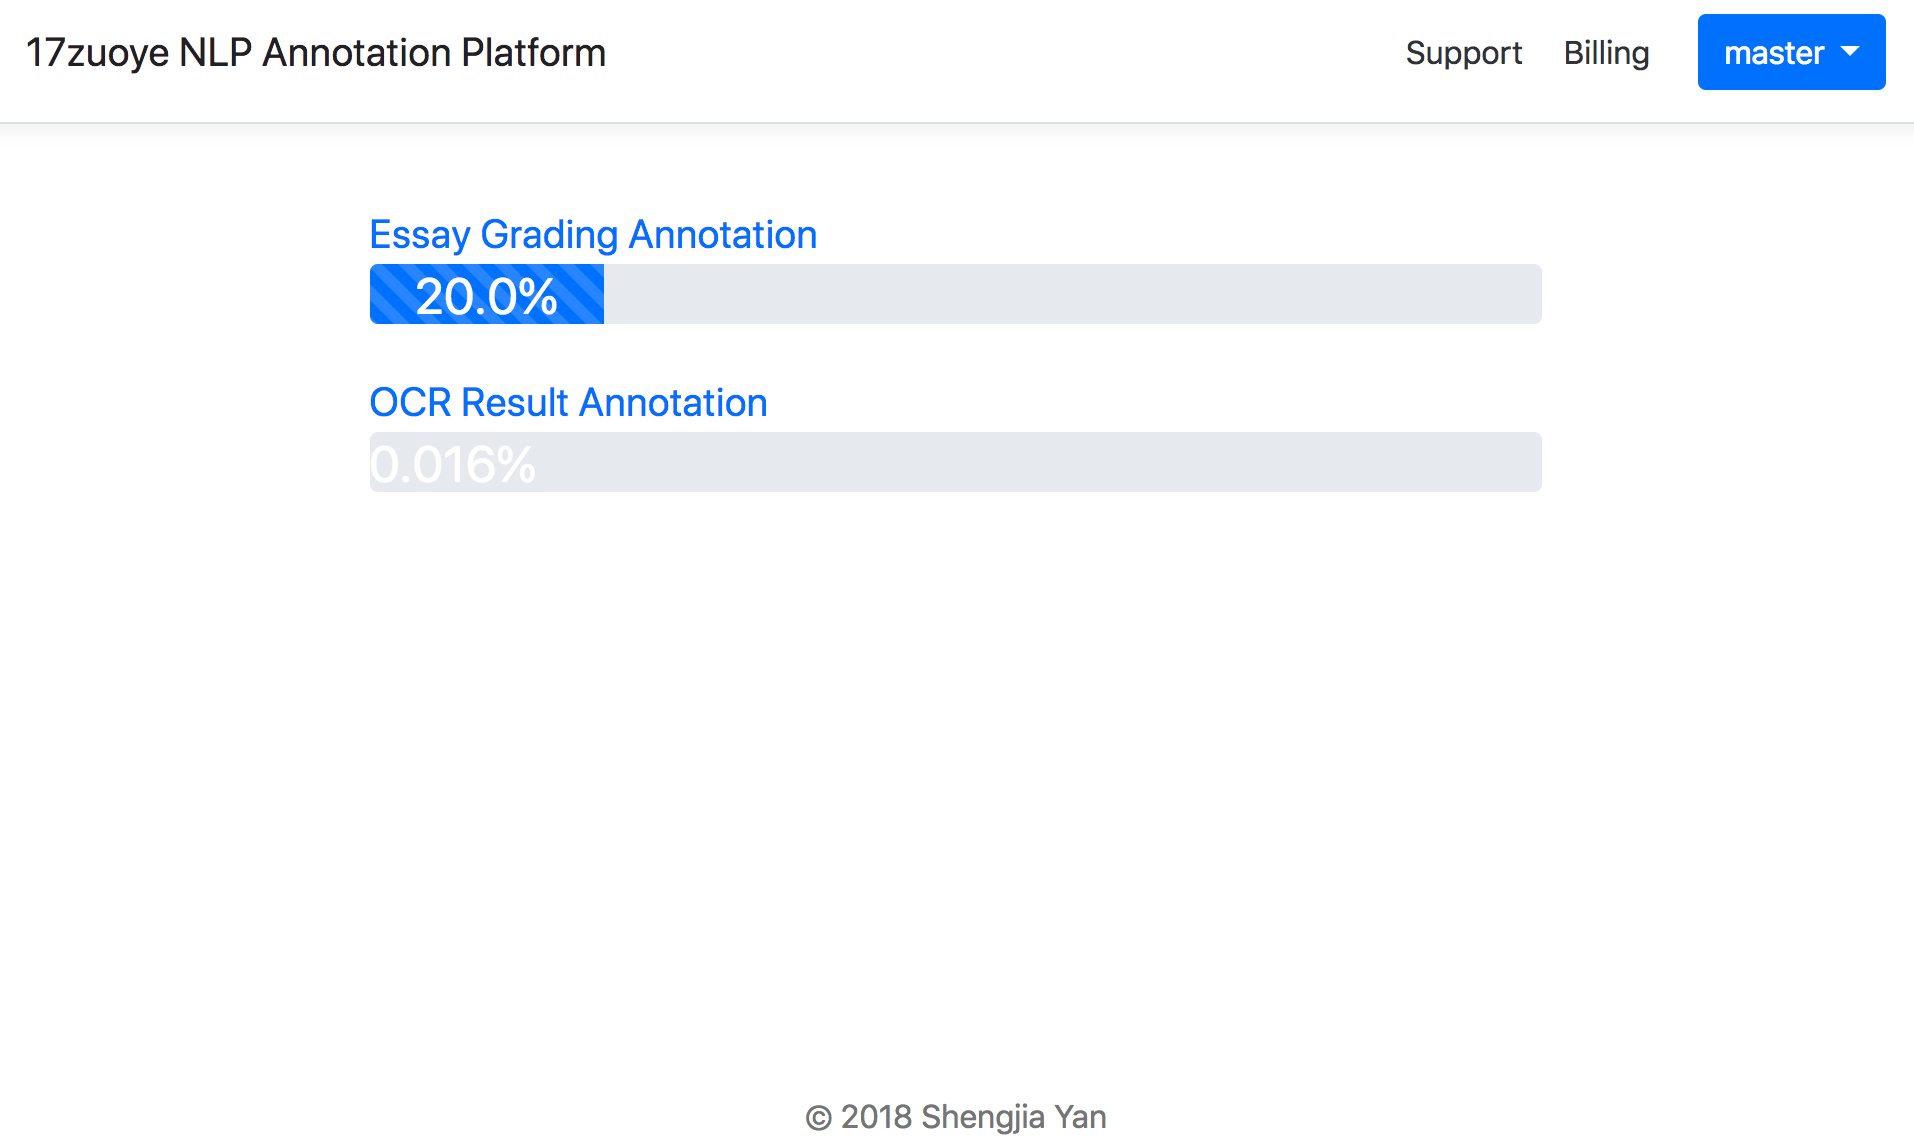 17zuoye NLP Annotation Platform Support Billing master
Essay Grading Annotation
20.0%
OCR Result Annotation
0.016%
© 2018 Shengjia Yan